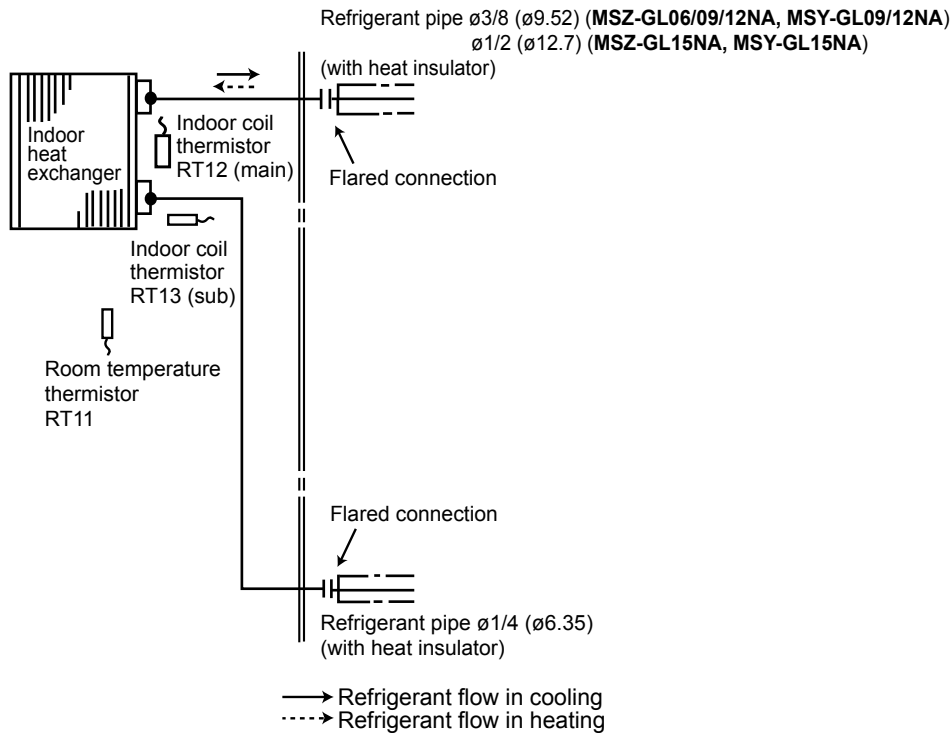 Refrigerant pipe ø3/8 (ø9.52) (MSZ-GL06/09/12NA, MSY-GL09/12NA)
ø1/2 (ø12.7) (MSZ-GL15NA, MSY-GL15NA)
(with heat insulator)
Indoor
heat
exchanger
Indoor coil
thermistor
RT12 (main)
Flared connection
Indoor coil
thermistor
RT13 (sub)
Room temperature
thermistor
RT11
Flared connection
Refrigerant pipe ø1/4 (ø6.35)
(with heat insulator)
Refrigerant flow in cooling
Refrigerant flow in heating